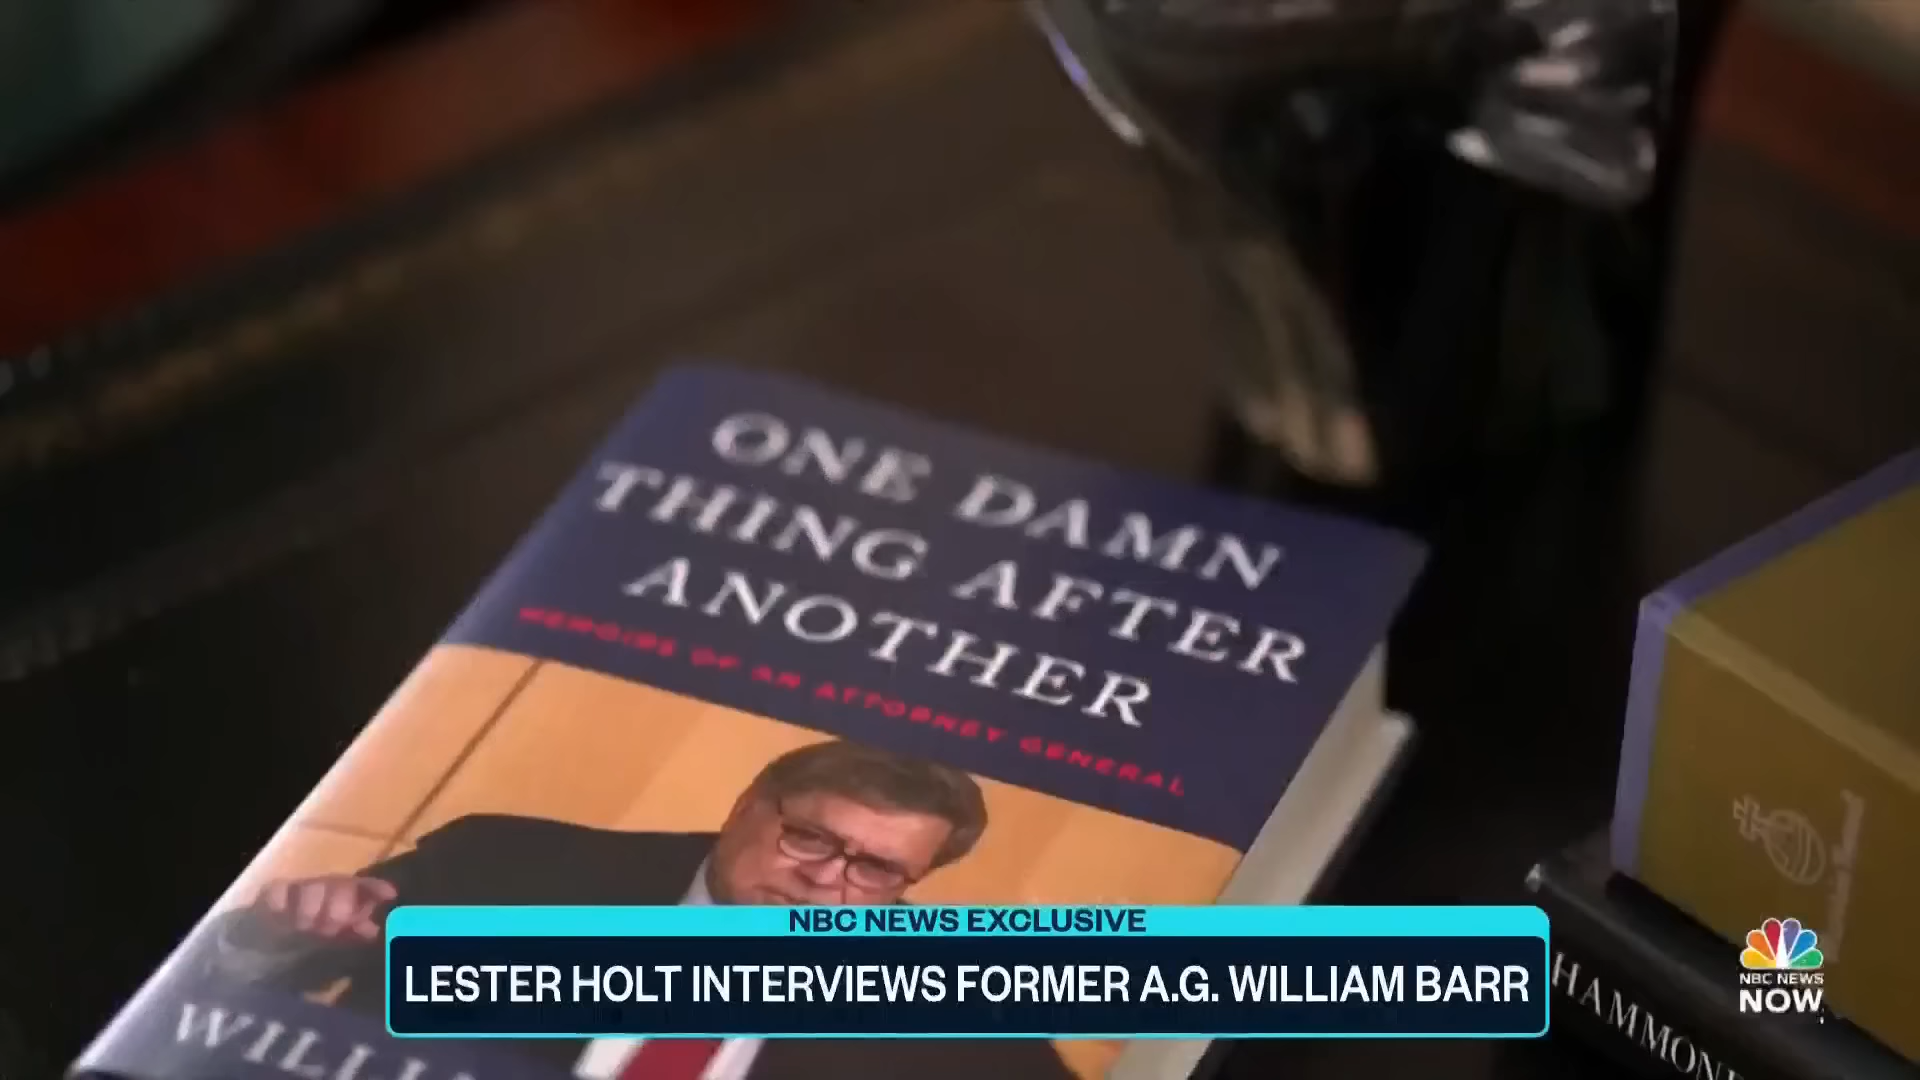 ONE DAMN
THING AFTER
ANOTHER
MEMOIRS OF AN ATTORNEY GENERAL
NBC NEWS EXCLUSIVE
LESTER HOLT INTERVIEWS FORMER A.G. WILLIAM BARR
NBC NEWS
NOW